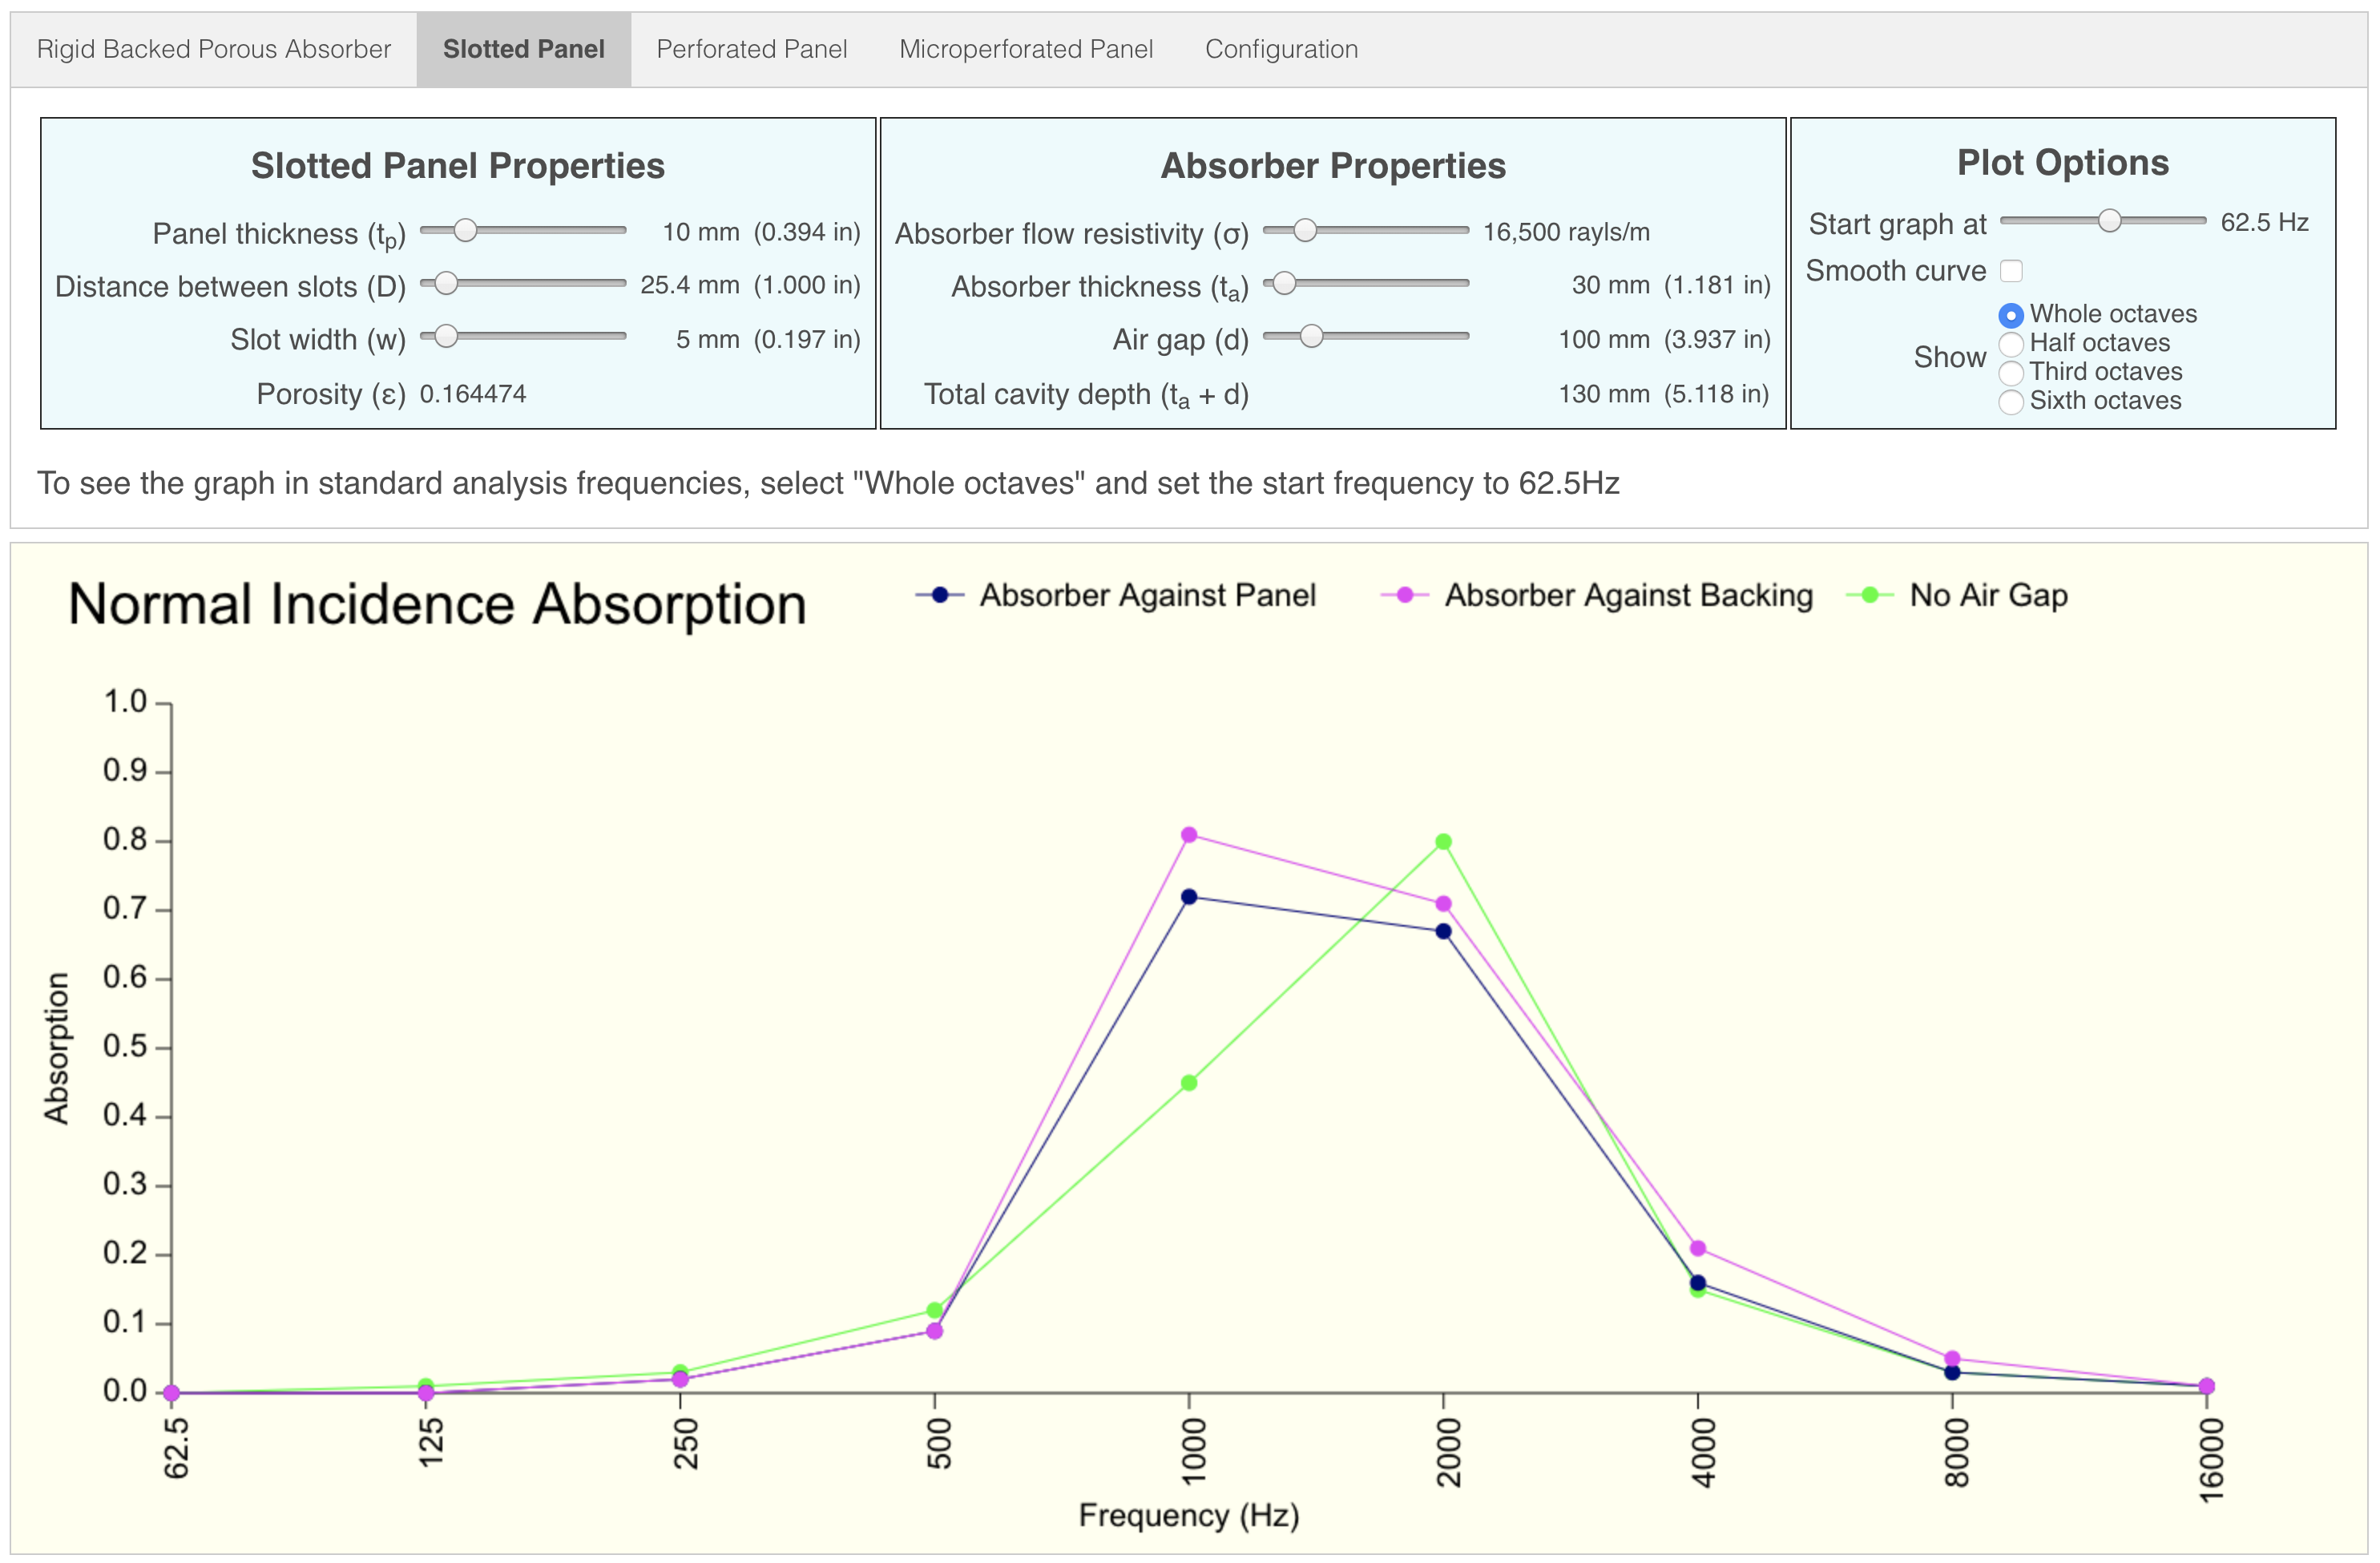 Rigid Backed Porous Absorber Slotted Panel Perforated Panel Microperforated Panel Configuration
Slotted Panel Properties
Panel thickness (tp) 10 mm (0.394 in)
Distance between slots (D) 25.4 mm (1.000 in)
Slot width (w) 5 mm (0.197 in)
Porosity (ε) 0.164474
Absorber Properties
Absorber flow resistivity (σ) 16,500 rayls/m
Absorber thickness (ta) 30 mm (1.181 in)
Air gap (d) 100 mm (3.937 in)
Total cavity depth (ta + d) 130 mm (5.118 in)
Plot Options
Start graph at 62.5 Hz
Smooth curve
Show
Whole octaves
Half octaves
Third octaves
Sixth octaves
To see the graph in standard analysis frequencies, select "Whole octaves" and set the start frequency to 62.5Hz
Normal Incidence Absorption
Absorber Against Panel Absorber Against Backing No Air Gap
Absorption
1.0
0.9
0.8
0.7
0.6
0.5
0.4
0.3
0.2
0.1
0.0
62.5 125 250 500 1000 2000 4000 8000 16000
Frequency (Hz)